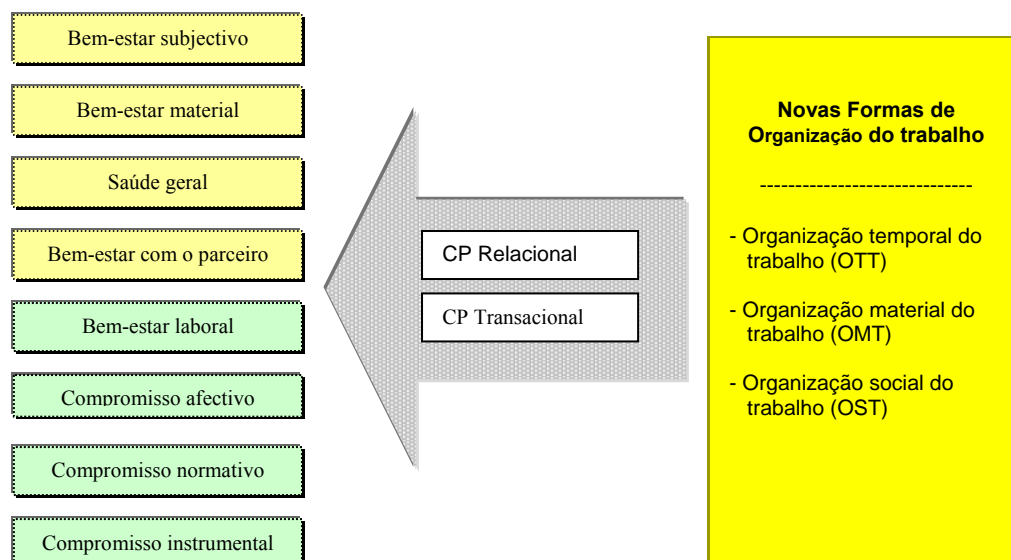 Bem-estar subjectivo
Bem-estar material
Saúde geral
Bem-estar com o parceiro
Bem-estar laboral
Compromisso afectivo
Compromisso normativo
Compromisso instrumental
CP Relacional
CP Transacional
Novas Formas de
Organização do trabalho
------------------------------
- Organização temporal do
trabalho (OTT)
- Organização material do
trabalho (OMT)
- Organização social do
trabalho (OST)